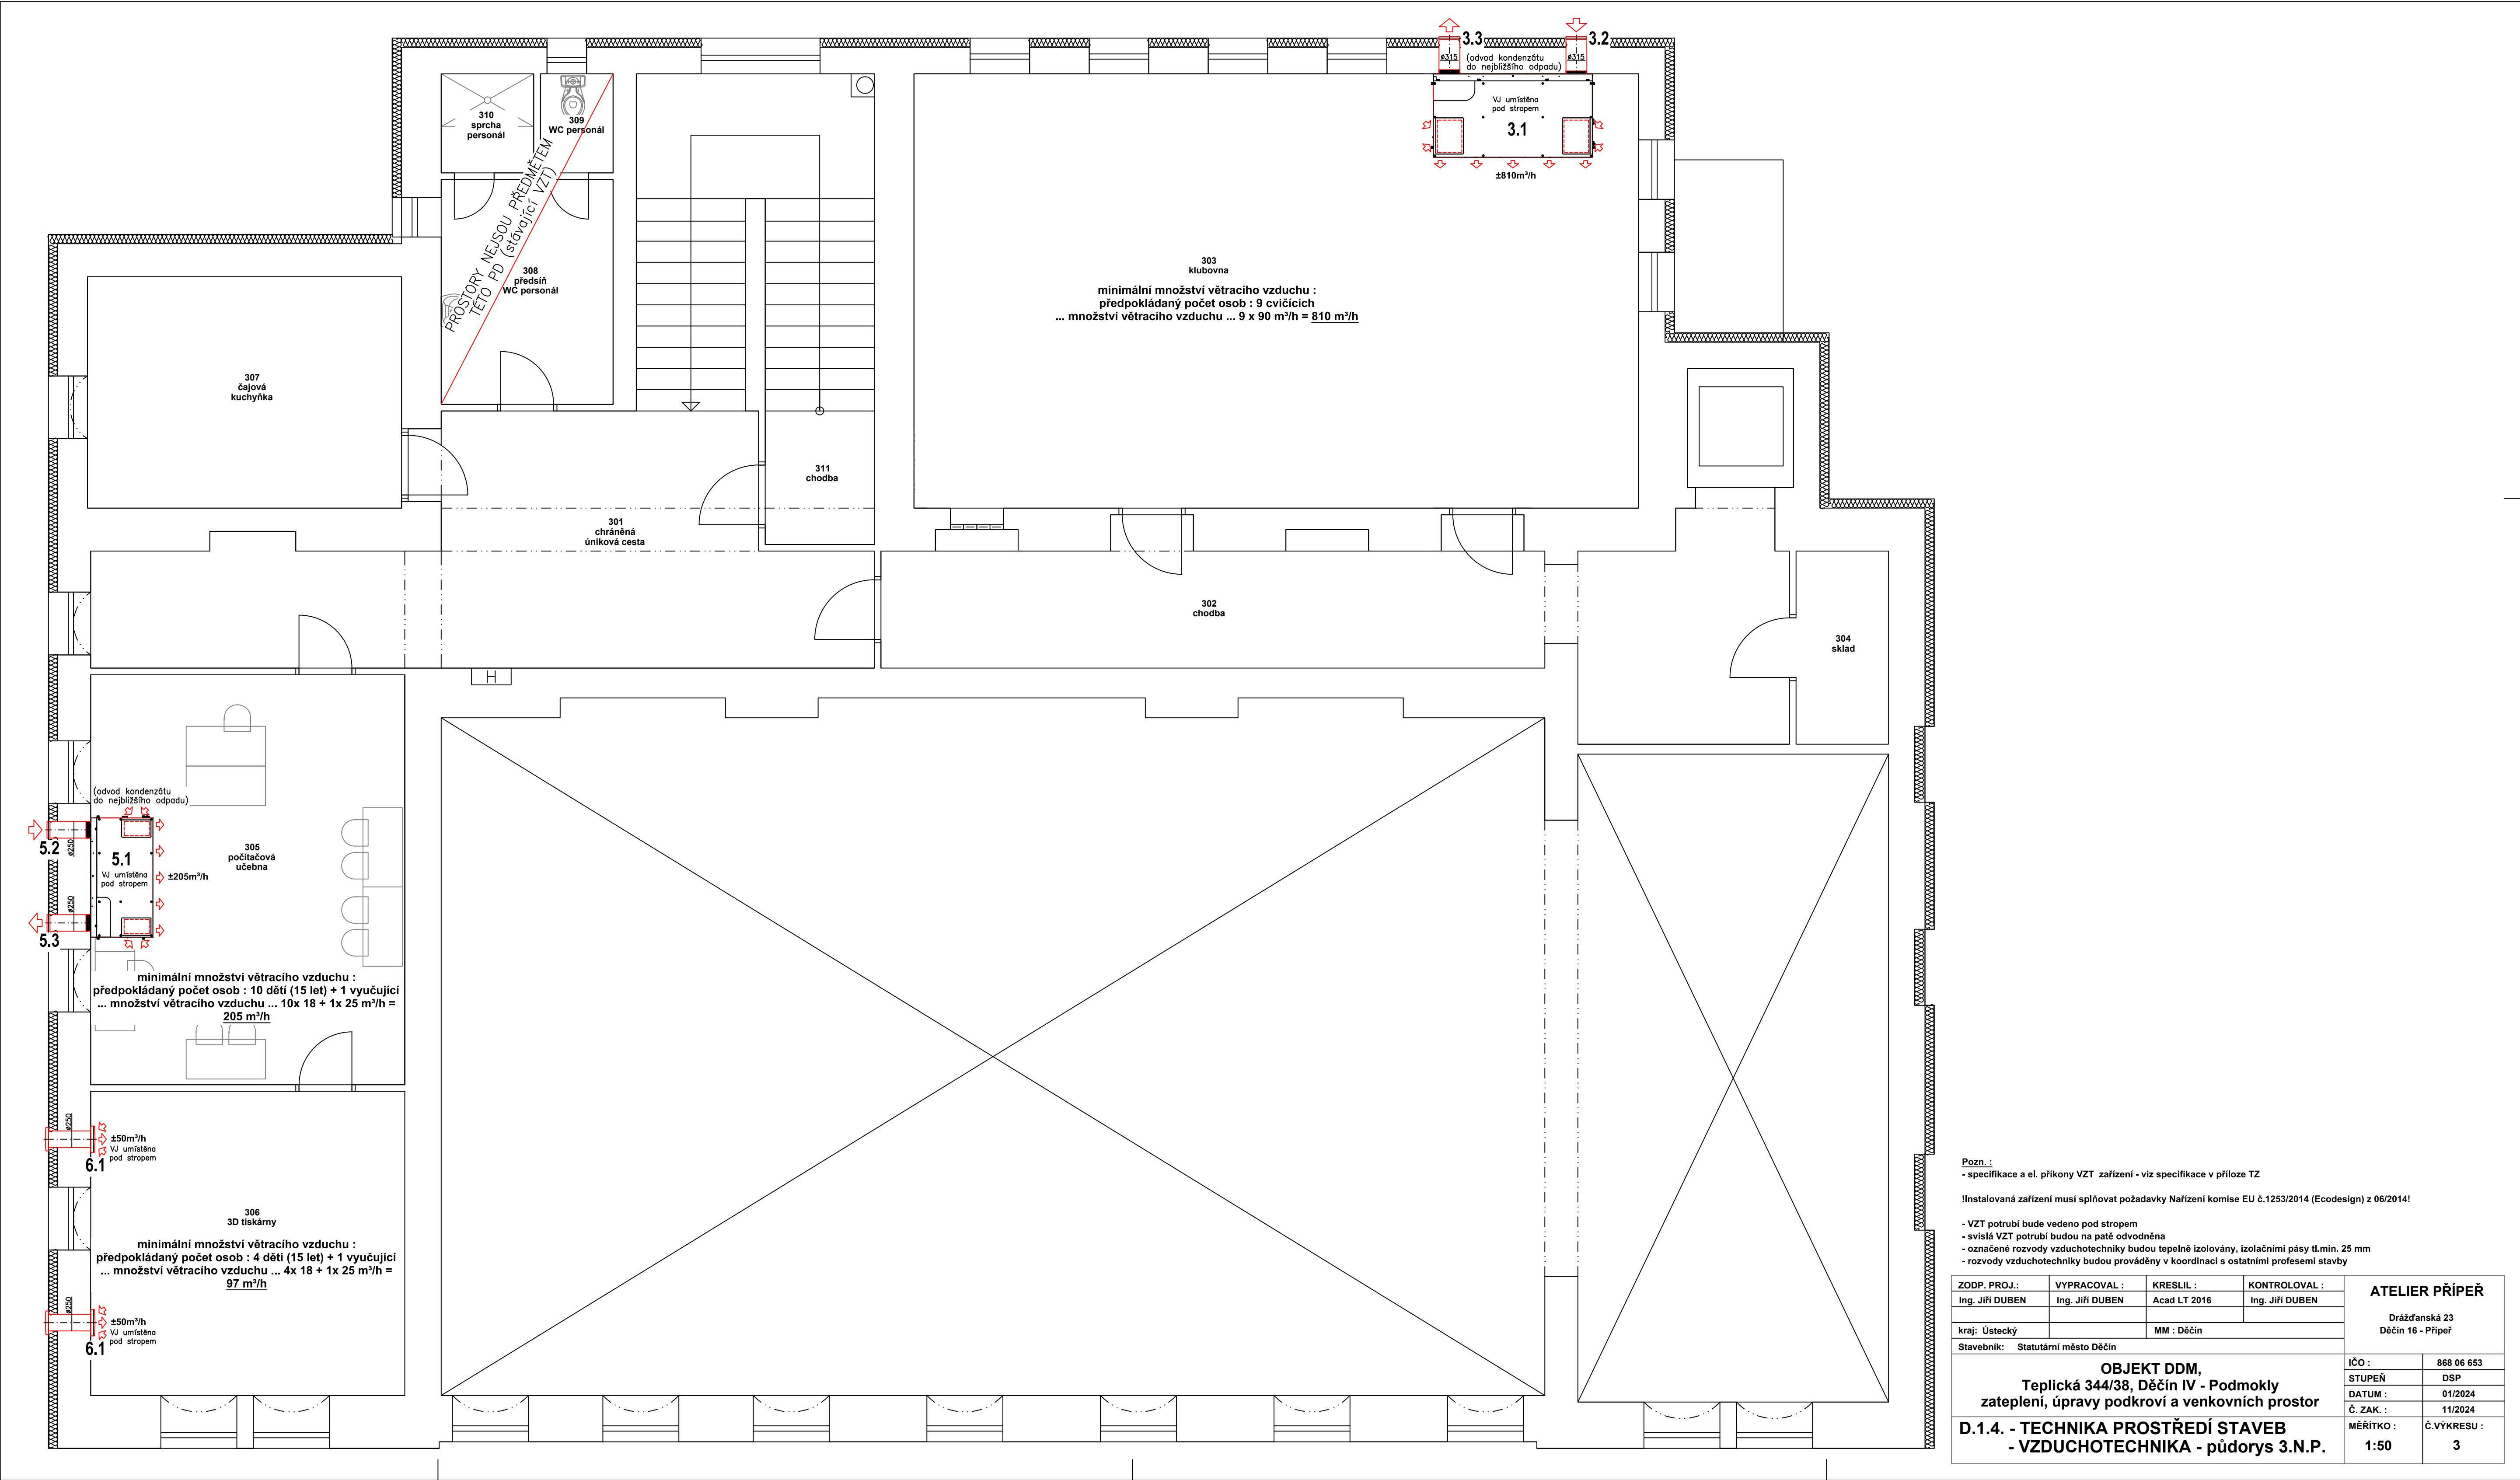 3.3
3.2
ø315
(odvod kondenzátu
do nejbližšího odpadu)
ø315
VJ umístěna
pod stropem
3.1
±810m³/h
310
sprcha
personál
309
WC personál
PROSTORY NEJSOU PŘEDMĚTEM
TÉTO PD (stávající VZT)
308
předsíň
WC personál
303
klubovna
minimální množství větracího vzduchu :
předpokládaný počet osob : 9 cvičících
... množství větracího vzduchu ... 9 x 90 m³/h = 810 m³/h
307
čajová
kuchyňka
311
chodba
301
chráněná
úniková cesta
302
chodba
304
sklad
H
(odvod kondenzátu
do nejbližšího odpadu)
5.2
ø250
5.1
VJ umístěna
pod stropem
±205m³/h
305
počítačová
učebna
ø250
5.3
minimální množství větracího vzduchu :
předpokládaný počet osob : 10 dětí (15 let) + 1 vyučující
... množství větracího vzduchu ... 10x 18 + 1x 25 m³/h =
205 m³/h
ø250
±50m³/h
VJ umístěna
pod stropem
6.1
306
3D tiskárny
minimální množství větracího vzduchu :
předpokládaný počet osob : 4 děti (15 let) + 1 vyučující
... množství větracího vzduchu ... 4x 18 + 1x 25 m³/h =
97 m³/h
ø250
±50m³/h
VJ umístěna
pod stropem
6.1
Pozn. :
- specifikace a el. příkony VZT zařízení - viz specifikace v příloze TZ
!Instalovaná zařízení musí splňovat požadavky Nařízení komise EU č.1253/2014 (Ecodesign) z 06/2014!
- VZT potrubí bude vedeno pod stropem
- svislá VZT potrubí budou na patě odvodněna
- označené rozvody vzduchotechniky budou tepelně izolovány, izolačními pásy tl.min. 25 mm
- rozvody vzduchotechniky budou prováděny v koordinaci s ostatními profesemi stavby
ZODP. PROJ.: VYPRACOVAL : KRESLIL : KONTROLOVAL :
Ing. Jiří DUBEN Ing. Jiří DUBEN Acad LT 2016 Ing. Jiří DUBEN
ATELIER PŘÍPEŘ
Drážďanská 23
Děčín 16 - Přípeř
kraj: Ústecký MM : Děčín
Stavebník: Statutární město Děčín
OBJEKT DDM,
Teplická 344/38, Děčín IV - Podmokly
zateplení, úpravy podkroví a venkovních prostor
IČO : 868 06 653
STUPEŇ DSP
DATUM : 01/2024
Č. ZAK. : 11/2024
D.1.4. - TECHNIKA PROSTŘEDÍ STAVEB
- VZDUCHOTECHNIKA - půdorys 3.N.P.
MĚŘÍTKO : Č.VÝKRESU :
1:50 3